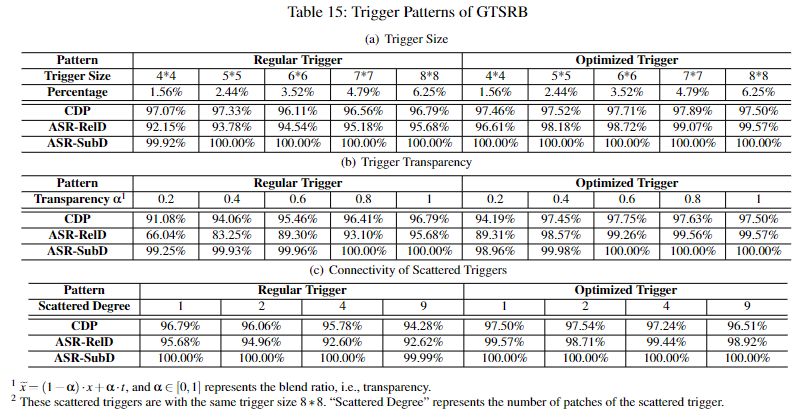 Table 15: Trigger Patterns of GTSRB
(a) Trigger Size
Pattern Regular Trigger Optimized Trigger
Trigger Size 4*4 5*5 6*6 7*7 8*8 4*4 5*5 6*6 7*7 8*8
Percentage 1.56% 2.44% 3.52% 4.79% 6.25% 1.56% 2.44% 3.52% 4.79% 6.25%
CDP 97.07% 97.33% 96.11% 96.56% 96.79% 97.46% 97.52% 97.71% 97.89% 97.50%
ASR-RelD 92.15% 93.78% 94.54% 95.18% 95.68% 96.61% 98.18% 98.72% 99.07% 99.57%
ASR-SubD 99.92% 100.00% 100.00% 100.00% 100.00% 100.00% 100.00% 100.00% 100.00% 100.00%
(b) Trigger Transparency
Pattern Regular Trigger Optimized Trigger
Transparency α¹ 0.2 0.4 0.6 0.8 1 0.2 0.4 0.6 0.8 1
CDP 91.08% 94.06% 95.46% 96.41% 96.79% 94.19% 97.45% 97.75% 97.63% 97.50%
ASR-RelD 66.04% 83.25% 89.30% 93.10% 95.68% 89.31% 98.57% 99.26% 99.56% 99.57%
ASR-SubD 99.25% 99.93% 99.96% 100.00% 100.00% 98.96% 99.98% 100.00% 100.00% 100.00%
(c) Connectivity of Scattered Triggers
Pattern Regular Trigger Optimized Trigger
Scattered Degree 1 2 4 9 1 2 4 9
CDP 96.79% 96.06% 95.78% 94.28% 97.50% 97.54% 97.24% 96.51%
ASR-RelD 95.68% 94.96% 92.60% 92.62% 99.57% 98.71% 99.44% 98.92%
ASR-SubD 100.00% 100.00% 100.00% 99.99% 100.00% 100.00% 100.00% 100.00%
¹ x̃ = (1 − α) · x + α · t, and α ∈ [0,1] represents the blend ratio, i.e., transparency.
² These scattered triggers are with the same trigger size 8 * 8. “Scattered Degree” represents the number of patches of the scattered trigger.